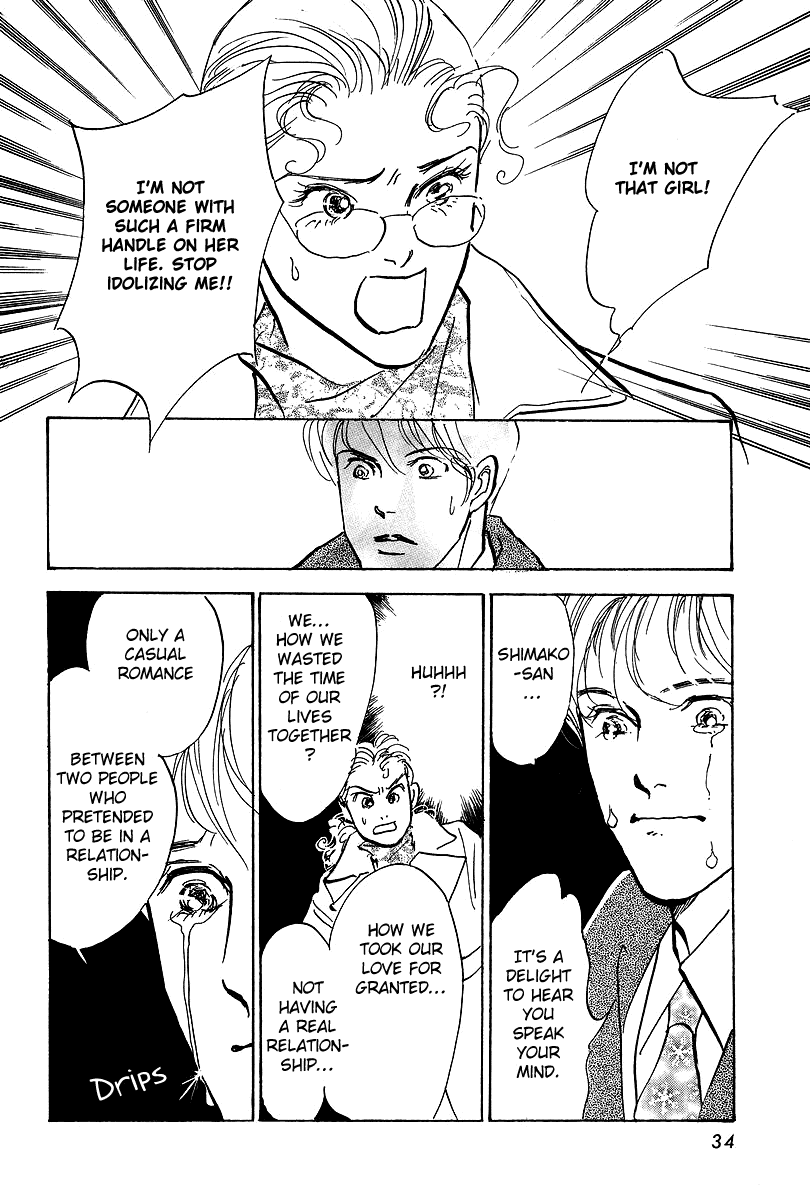 I'M NOT
THAT GIRL!
I'M NOT
SOMEONE WITH
SUCH A FIRM
HANDLE ON HER
LIFE. STOP
IDOLIZING ME!!
SHIMAKO
-SAN
...
IT'S A
DELIGHT
TO HEAR
YOU
SPEAK
YOUR
MIND.
HUHHH
?!
WE...
HOW WE
WASTED
THE TIME
OF OUR
LIVES
TOGETHER
?
HOW WE
TOOK OUR
LOVE FOR
GRANTED...
NOT
HAVING
A REAL
RELATION-
SHIP...
ONLY A
CASUAL
ROMANCE
BETWEEN
TWO PEOPLE
WHO
PRETENDED
TO BE IN A
RELATION-
SHIP.
Drips
34